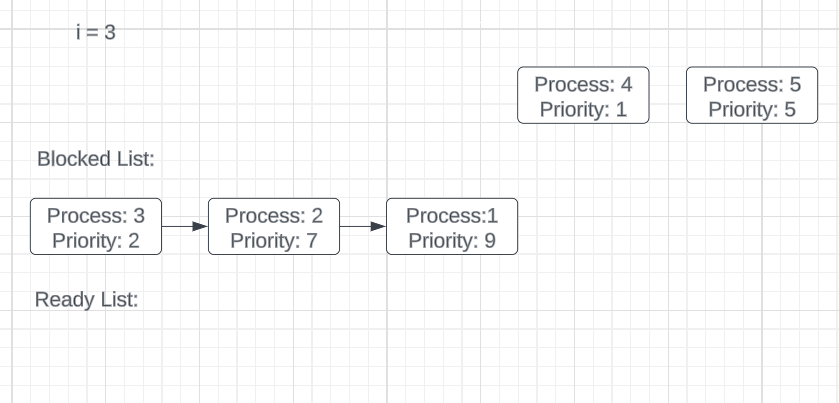 i = 3
Process: 4
Priority: 1
Process: 5
Priority: 5
Blocked List:
Process: 3
Priority: 2
Process: 2
Priority: 7
Process:1
Priority: 9
Ready List: